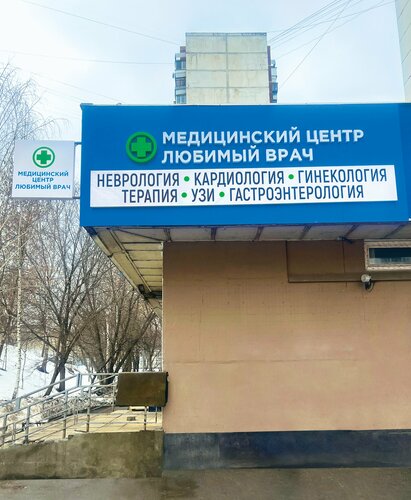 МЕДИЦИНСКИЙ ЦЕНТР
ЛЮБИМЫЙ ВРАЧ
НЕВРОЛОГИЯ • КАРДИОЛОГИЯ • ГИНЕКОЛОГИЯ
ТЕРАПИЯ • УЗИ • ГАСТРОЭНТЕРОЛОГИЯ
МЕДИЦИНСКИЙ
ЦЕНТР
ЛЮБИМЫЙ ВРАЧ